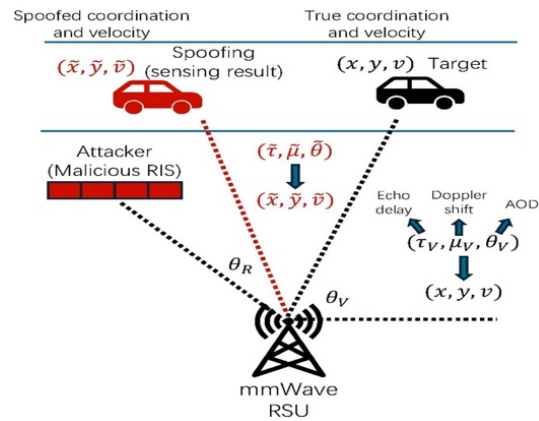 Spoofed coordination
and velocity
True coordination
and velocity
Spoofing
(sensing result)
(x̃, ỹ, ṽ)
(x, y, v) Target
Attacker
(Malicious RIS)
(τ̃, μ̃, θ̃)
(x̃, ỹ, ṽ)
Echo
delay
Doppler
shift
AOD
(τ_V, μ_V, θ_V)
(x, y, v)
θ_R
θ_V
mmWave
RSU